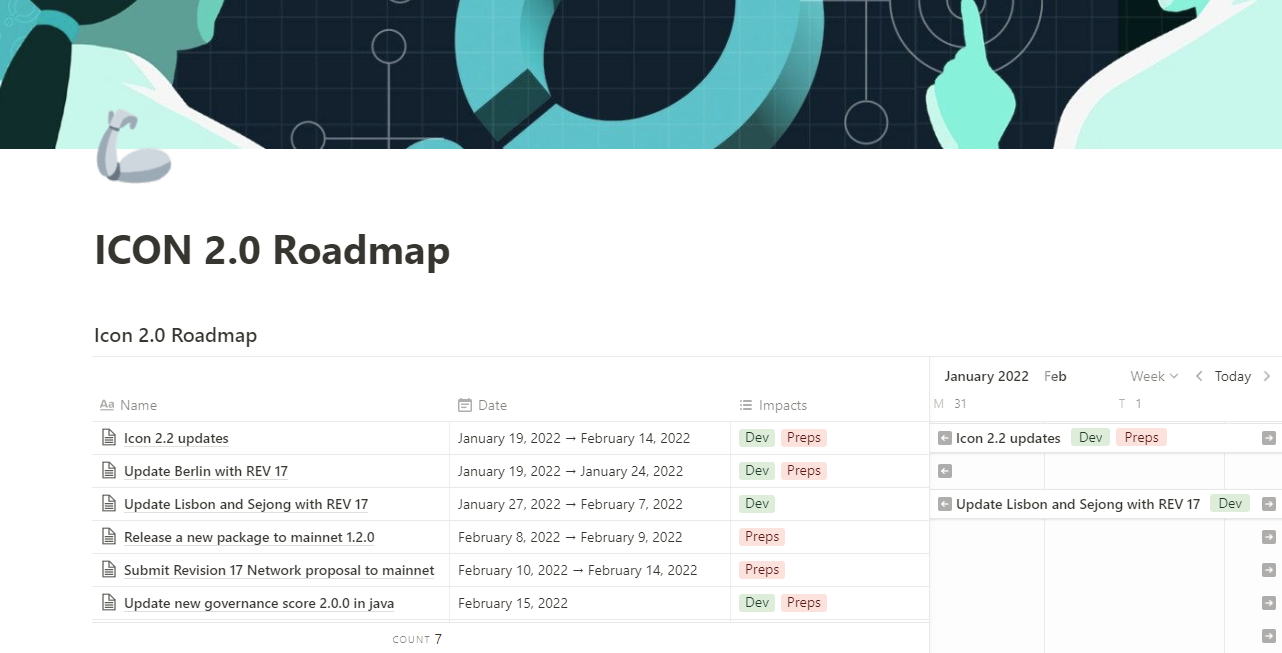 ICON 2.0 Roadmap
Icon 2.0 Roadmap
January 2022 Feb Week Today
Aa Name Date Impacts M 31 T 1
Icon 2.2 updates January 19, 2022 → February 14, 2022 Dev Preps Icon 2.2 updates Dev Preps
Update Berlin with REV 17 January 19, 2022 → January 24, 2022 Dev Preps
Update Lisbon and Sejong with REV 17 January 27, 2022 → February 7, 2022 Dev Update Lisbon and Sejong with REV 17 Dev
Release a new package to mainnet 1.2.0 February 8, 2022 → February 9, 2022 Preps
Submit Revision 17 Network proposal to mainnet February 10, 2022 → February 14, 2022 Preps
Update new governance score 2.0.0 in java February 15, 2022 Dev Preps
COUNT 7